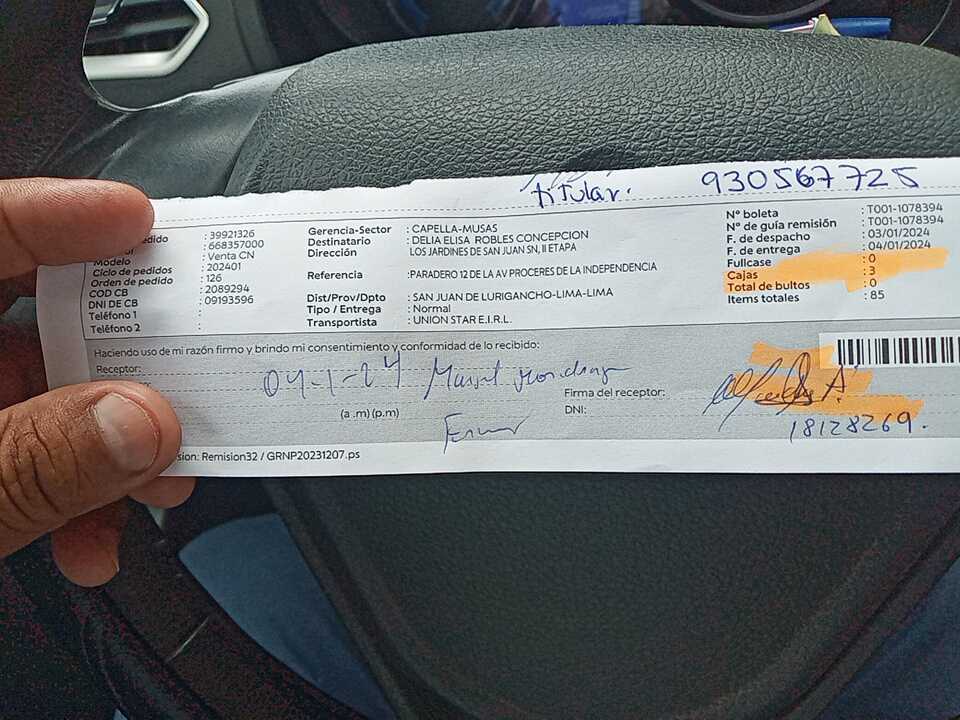 titular. 930567725
edido : 39921326
: 668357000
Modelo : Venta CN
Ciclo de pedidos : 202401
Orden de pedido : 126
COD CB : 2089294
DNI DE CB : 09193596
Teléfono 1 :
Teléfono 2 :
Gerencia-Sector : CAPELLA-MUSAS
Destinatario : DELIA ELISA ROBLES CONCEPCION
Dirección : LOS JARDINES DE SAN JUAN SN, II ETAPA
Referencia : PARADERO 12 DE LA AV PROCERES DE LA INDEPENDENCIA
Dist/Prov/Dpto : SAN JUAN DE LURIGANCHO-LIMA-LIMA
Tipo / Entrega : Normal
Transportista : UNION STAR E.I.R.L.
N° boleta : T001-1078394
N° de guía remisión : T001-1078394
F. de despacho : 03/01/2024
F. de entrega : 04/01/2024
Fullcase : 0
Cajas : 3
Total de bultos : 0
Items totales : 85
Haciendo uso de mi razón firmo y brindo mi consentimiento y conformidad de lo recibido:
Receptor:
04-1-24
(a .m) (p.m)
Firma del receptor:
DNI: 18128269.
sion: Remision32 / GRNP20231207.ps